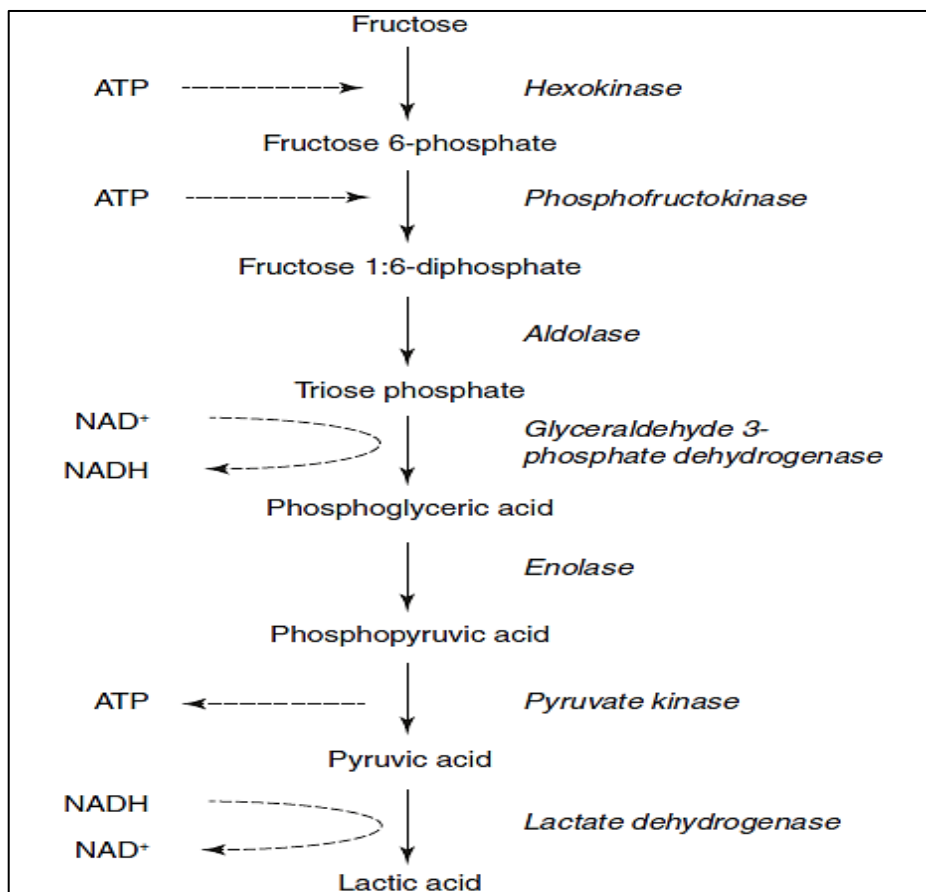 Fructose
ATP
Hexokinase
Fructose 6-phosphate
ATP
Phosphofructokinase
Fructose 1:6-diphosphate
Aldolase
Triose phosphate
NAD⁺
Glyceraldehyde 3-
NADH
phosphate dehydrogenase
Phosphoglyceric acid
Enolase
Phosphopyruvic acid
ATP
Pyruvate kinase
Pyruvic acid
NADH
Lactate dehydrogenase
NAD⁺
Lactic acid